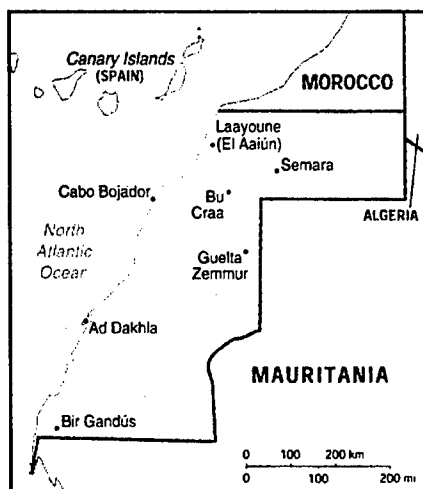 Canary Islands
(SPAIN)
MOROCCO
Laayoune
(El Aaiún)
Semara
Cabo Bojador
Bu
Craa
ALGERIA
North
Atlantic
Ocear
Guelta
Zemmur
Ad Dakhla
MAURITANIA
Bir Gandús
0 100 200 km
0 100 200 mi